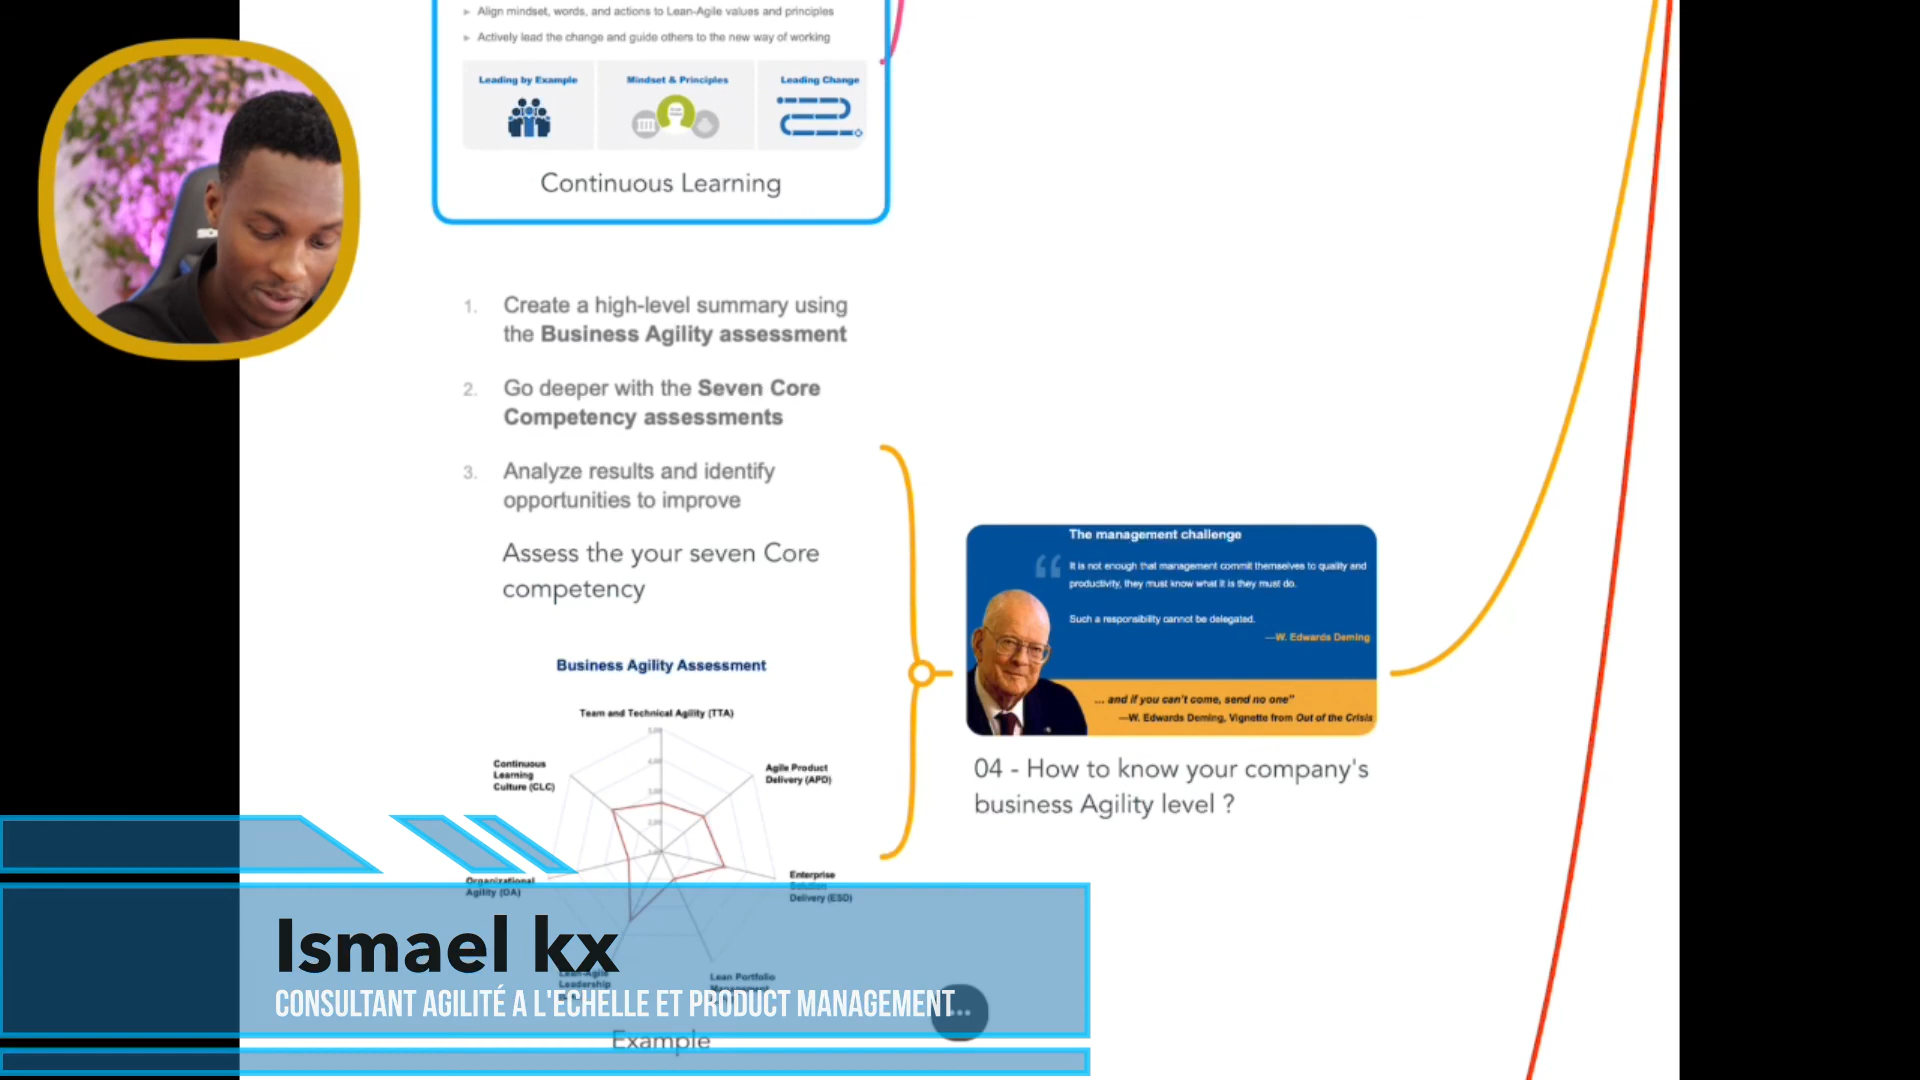 Align mindset, words, and actions to Lean-Agile values and principles
Actively lead the change and guide others to the new way of working
Leading by Example
Mindset & Principles
Leading Change
Continuous Learning
1. Create a high-level summary using
the Business Agility assessment
2. Go deeper with the Seven Core
Competency assessments
3. Analyze results and identify
opportunities to improve
Assess the your seven Core
competency
Business Agility Assessment
Team and Technical Agility (TTA)
Continuous
Learning
Culture (CLC)
Agile Product
Delivery (APD)
Organizational
Agility (OA)
Enterprise
Solution
Delivery (ESD)
Lean-Agile
Leadership
Lean Portfolio
Management
Example
The management challenge
“ It is not enough that management commit themselves to quality and
productivity, they must know what it is they must do.
Such a responsibility cannot be delegated.
—W. Edwards Deming
... and if you can't come, send no one”
—W. Edwards Deming, Vignette from Out of the Crisis
04 - How to know your company's
business Agility level ?
Ismael kx
CONSULTANT AGILITÉ A L'ECHELLE ET PRODUCT MANAGEMENT